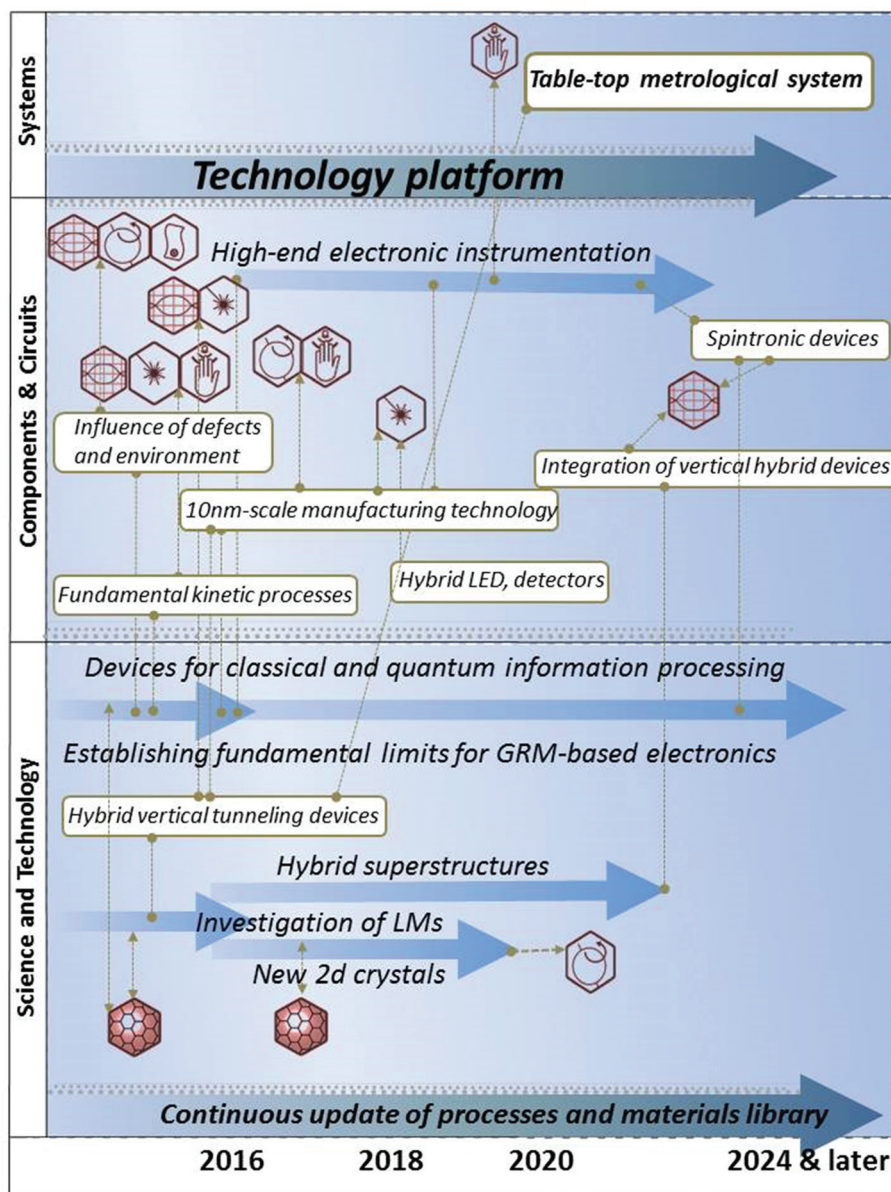 Systems
Table-top metrological system
Technology platform
Components & Circuits
High-end electronic instrumentation
Spintronic devices
Influence of defects
and environment
Integration of vertical hybrid devices
10nm-scale manufacturing technology
Hybrid LED, detectors
Fundamental kinetic processes
Science and Technology
Devices for classical and quantum information processing
Establishing fundamental limits for GRM-based electronics
Hybrid vertical tunneling devices
Hybrid superstructures
Investigation of LMs
New 2d crystals
Continuous update of processes and materials library
2016 2018 2020 2024 & later